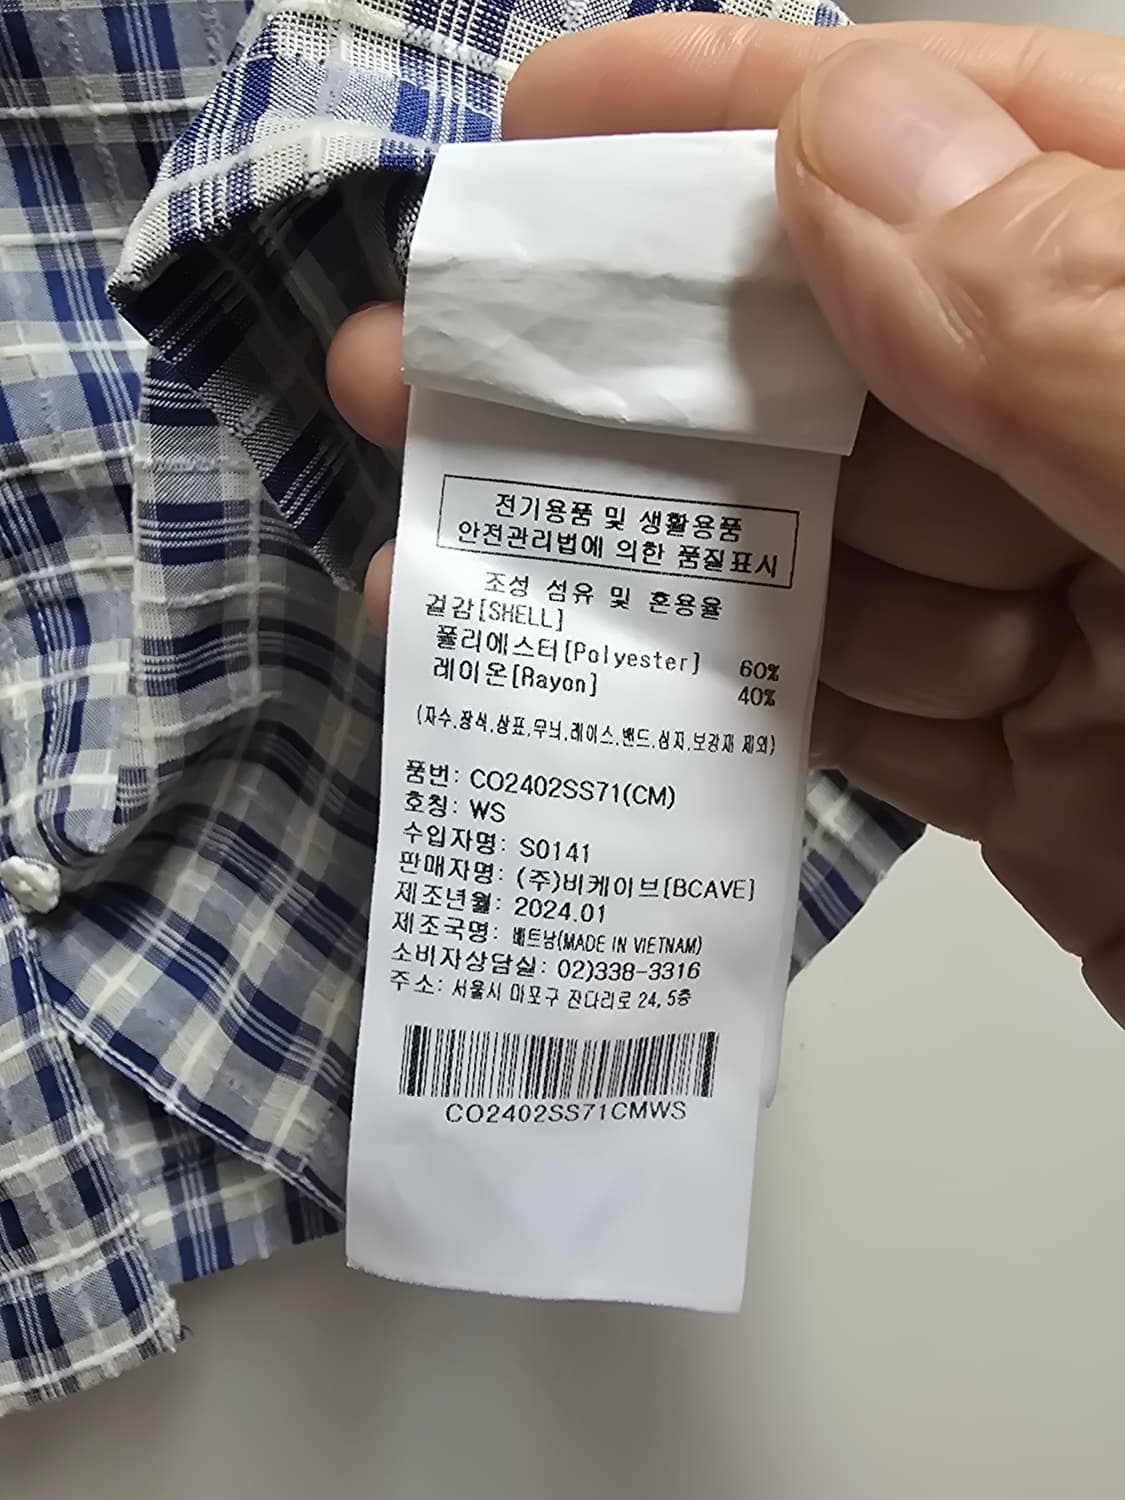 전기용품 및 생활용품
안전관리법에 의한 품질표시
조성 섬유 및 혼용율
겉감[SHELL]
폴리에스터[Polyester] 60%
레이온[Rayon] 40%
(자수.장식.상표.무늬.레이스.밴드.심지.보강재 제외)
품번: CO2402SS71(CM)
호칭: WS
수입자명: S0141
판매자명: (주)비케이브[BCAVE]
제조년월: 2024.01
제조국명: 베트남(MADE IN VIETNAM)
소비자상담실: 02)338-3316
주소: 서울시 마포구 잔다리로 24, 5층
CO2402SS71CMWS